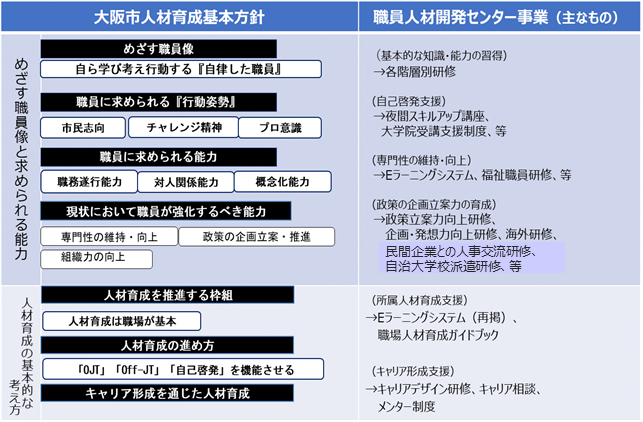 大阪市人材育成基本方針
職員人材開発センター事業（主なもの）
めざす職員像と求められる能力
めざす職員像
自ら学び考え行動する『自律した職員』
職員に求められる『行動姿勢』
市民志向
チャレンジ精神
プロ意識
職員に求められる能力
職務遂行能力
対人関係能力
概念化能力
現状において職員が強化するべき能力
専門性の維持・向上
政策の企画立案・推進
組織力の向上
（基本的な知識・能力の習得）
→各階層別研修
（自己啓発支援）
→夜間スキルアップ講座、
大学院受講支援制度、等
（専門性の維持・向上）
→Eラーニングシステム、福祉職員研修、等
（政策の企画立案力の育成）
→政策立案力向上研修、
企画・発想力向上研修、海外研修、
民間企業との人事交流研修、
自治大学校派遣研修、等
人材育成の基本的な
考え方
人材育成を推進する枠組
人材育成は職場が基本
人材育成の進め方
「OJT」「Off-JT」「自己啓発」を機能させる
キャリア形成を通じた人材育成
（所属人材育成支援）
→Eラーニングシステム（再掲）、
職場人材育成ガイドブック
（キャリア形成支援）
→キャリアデザイン研修、キャリア相談、
メンター制度